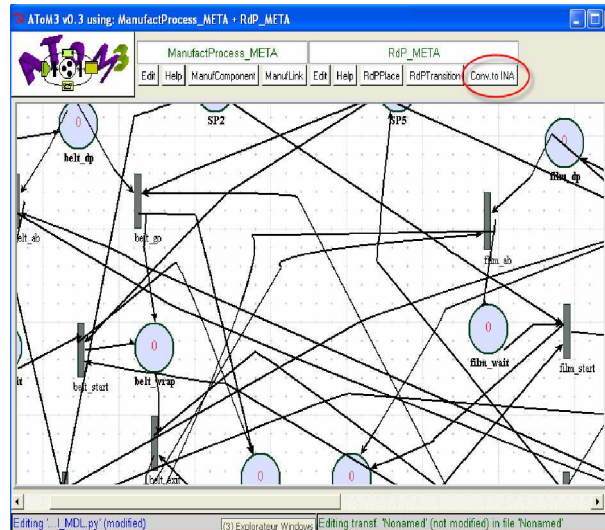 AToM3 v0.3 using: ManufactProcess_META + RdP_META
ManufactProcess_META RdP_META
Edit Help ManufComponent ManufLink Edit Help RdPPlace RdPTransition Conv.to INA
SP2 SP5
0 0
belt_dp film_dp
elt_ab belt_go film_ab
0 0
belt_start belt_wrap film_wait film_start
belt_exit
0 0
Editing '...I_MDL.py' (modified) (3) Explorateur Windows Editing transf. 'Nonamed' (not modified) in file 'Nonamed'